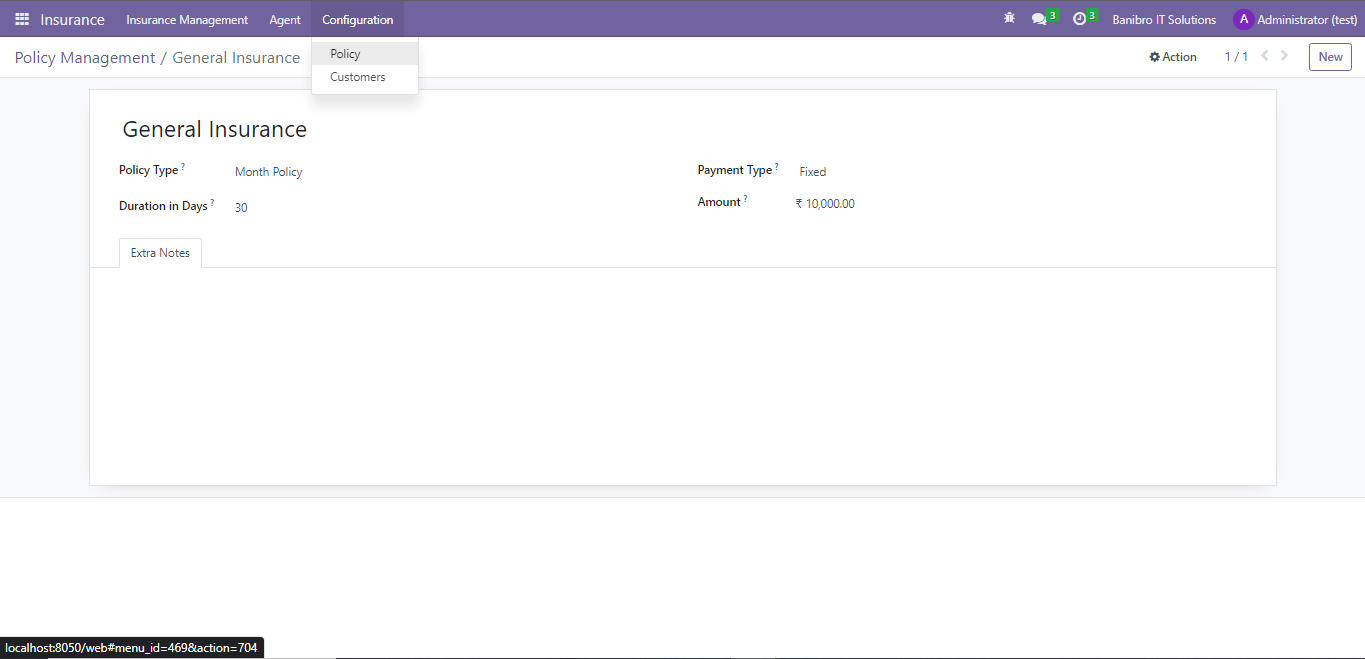 Insurance Insurance Management Agent Configuration 3 3 Banibro IT Solutions A Administrator (test)
Policy Management / General Insurance Action 1 / 1 New
Policy
Customers
General Insurance
Policy Type ? Month Policy Payment Type ? Fixed
Duration in Days ? 30 Amount ? ₹ 10,000.00
Extra Notes
localhost:8050/web#menu_id=469&action=704